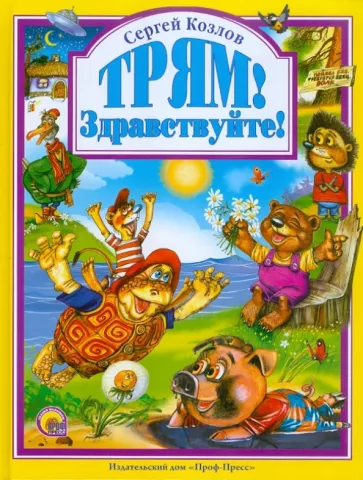 Сергей Козлов
ТРЯМ!
Здравствуйте!
Издательский дом «Проф-Пресс»